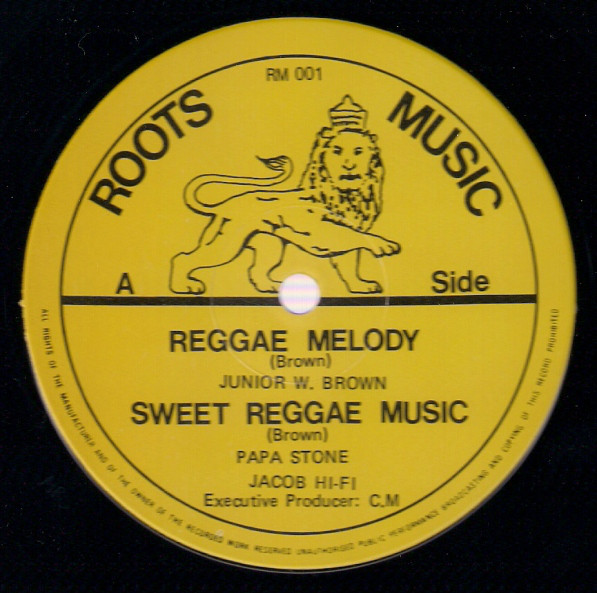 RM 001
ROOTS MUSIC
A Side
REGGAE MELODY
(Brown)
JUNIOR W. BROWN
SWEET REGGAE MUSIC
(Brown)
PAPA STONE
JACOB HI-FI
Executive Producer: C.M
ALL RIGHTS OF THE MANUFACTURER AND OF THE OWNER OF THE RECORDED WORK RESERVED UNAUTHORISED PUBLIC PERFORMANCE BROADCASTING AND COPYING OF THIS RECORD PROHIBITED